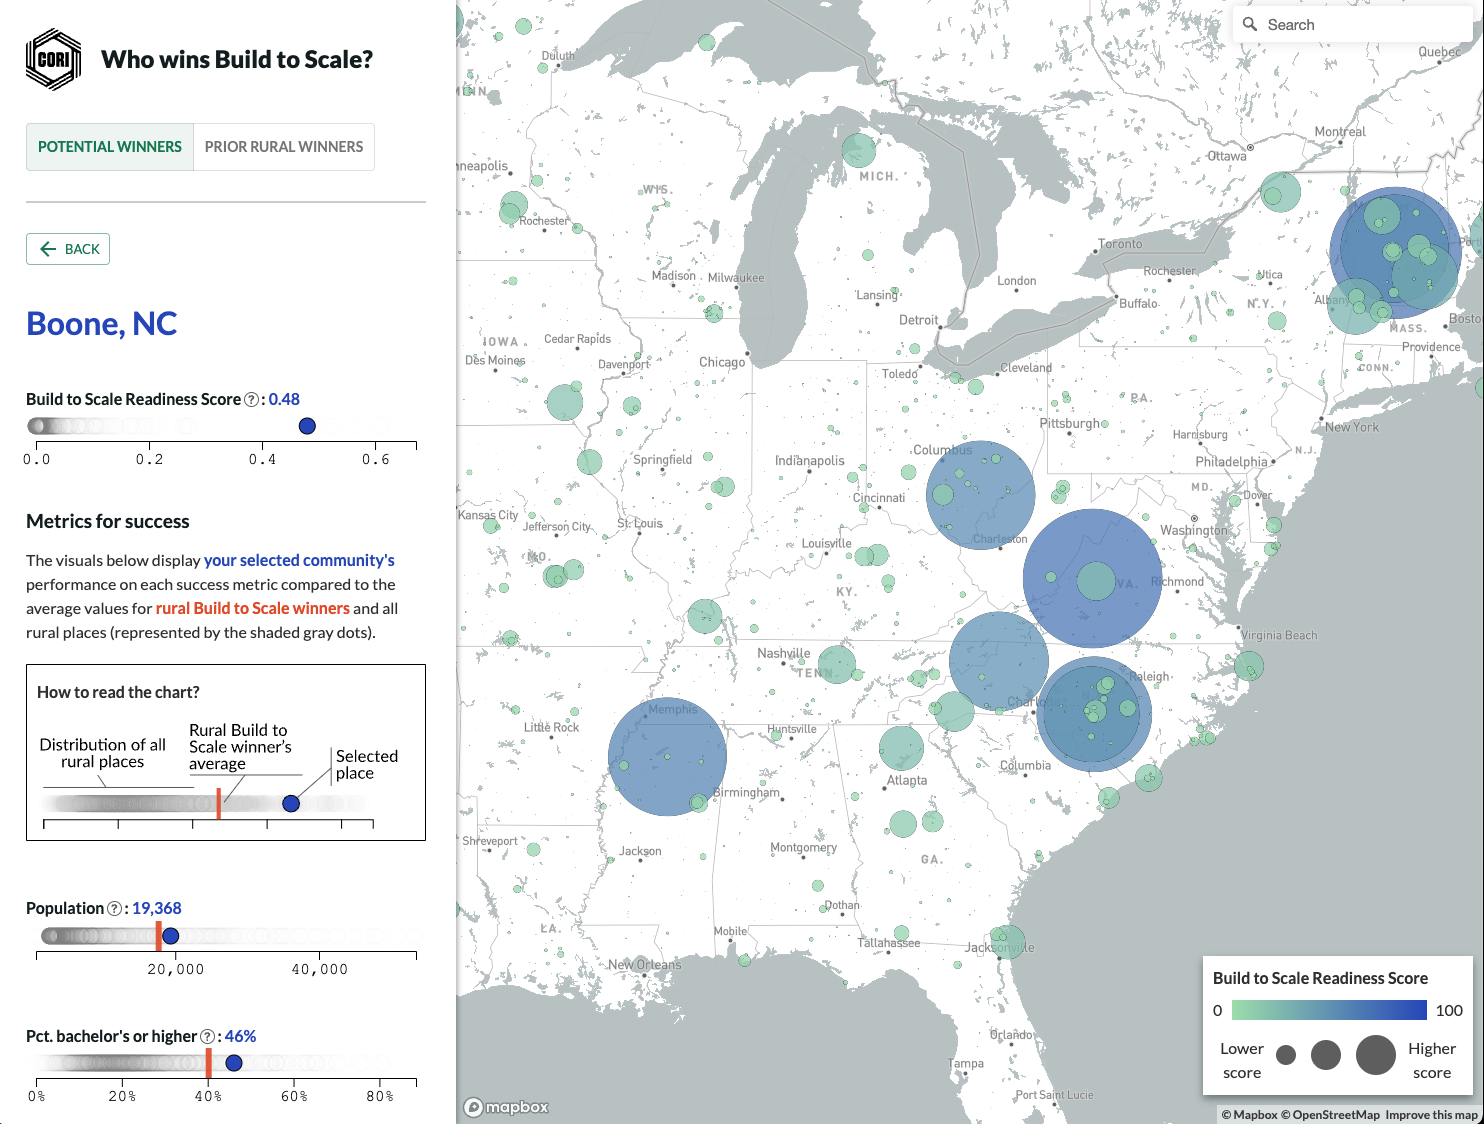 CORI
Who wins Build to Scale?
POTENTIAL WINNERS
PRIOR RURAL WINNERS
BACK
Boone, NC
Build to Scale Readiness Score ? : 0.48
0.0 0.2 0.4 0.6
Metrics for success
The visuals below display your selected community's
performance on each success metric compared to the
average values for rural Build to Scale winners and all
rural places (represented by the shaded gray dots).
How to read the chart?
Distribution of all
rural places
Rural Build to
Scale winner's
average
Selected
place
Population ? : 19,368
20,000 40,000
Pct. bachelor's or higher ? : 46%
0% 20% 40% 60% 80%
Search
Quebec
Duluth
Montreal
Ottawa
MICH.
WIS.
Rochester
Toronto
Rochester
Utica
London
Madison
Milwaukee
Lansing
Buffalo
N.Y.
Detroit
MASS.
IOWA
Cedar Rapids
Providence
Des Moines
Davenport
Chicago
Toledo
Cleveland
CONN.
PA.
Pittsburgh
New York
Harrisburg
Columbus
N.J.
Springfield
Indianapolis
Philadelphia
MD.
Cincinnati
Dover
Kansas City
Jefferson City
St. Louis
Washington
Louisville
Charleston
MO.
VA.
Richmond
KY.
Virginia Beach
Nashville
TENN.
Raleigh
Memphis
Little Rock
Huntsville
Columbia
Atlanta
Birmingham
Shreveport
Jackson
Montgomery
GA.
Dothan
LA.
Mobile
Tallahassee
Jacksonville
New Orleans
Orlando
Tampa
Port Saint Lucie
Build to Scale Readiness Score
0 100
Lower
score
Higher
score
mapbox
© Mapbox © OpenStreetMap Improve this map